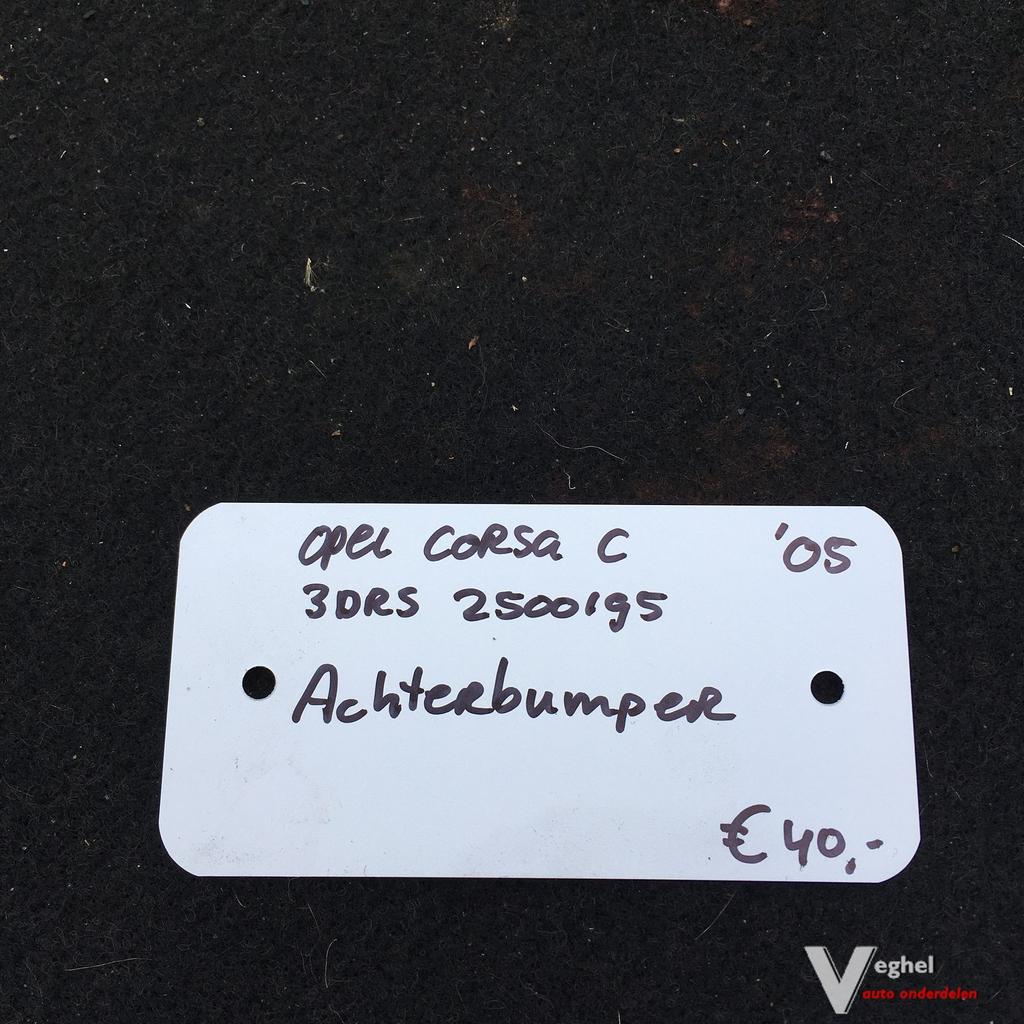 OPEL CORSA C '05
3DRS 2500195
Achterbumper
€ 40,-
Veghel
auto onderdelen